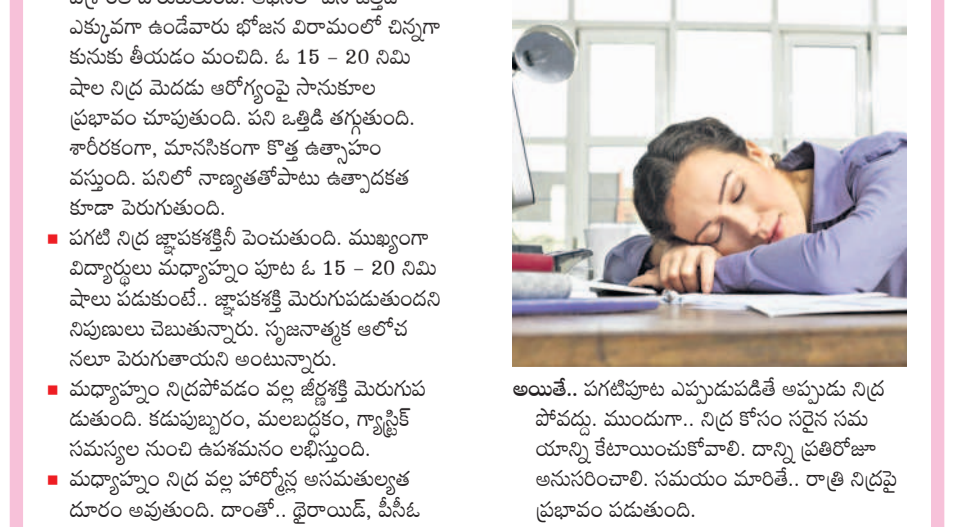 ఎక్కువగా ఉండేవారు భోజన విరామంలో చిన్నగా
కునుకు తీయడం మంచిది. ఓ 15 – 20 నిమి
షాల నిద్ర మెదడు ఆరోగ్యంపై సానుకూల
ప్రభావం చూపుతుంది. పని ఒత్తిడి తగ్గుతుంది.
శారీరకంగా, మానసికంగా కొత్త ఉత్సాహం
వస్తుంది. పనిలో నాణ్యతతోపాటు ఉత్పాదకత
కూడా పెరుగుతుంది.
■ పగటి నిద్ర జ్ఞాపకశక్తినీ పెంచుతుంది. ముఖ్యంగా
విద్యార్థులు మధ్యాహ్నం పూట ఓ 15 – 20 నిమి
షాలు పడుకుంటే.. జ్ఞాపకశక్తి మెరుగుపడుతుందని
నిపుణులు చెబుతున్నారు. సృజనాత్మక ఆలోచ
నలూ పెరుగుతాయని అంటున్నారు.
■ మధ్యాహ్నం నిద్రపోవడం వల్ల జీర్ణశక్తి మెరుగుప
డుతుంది. కడుపుబ్బరం, మలబద్ధకం, గ్యాస్ట్రిక్
సమస్యల నుంచి ఉపశమనం లభిస్తుంది.
■ మధ్యాహ్నం నిద్ర వల్ల హార్మోన్ల అసమతుల్యత
దూరం అవుతుంది. దాంతో.. థైరాయిడ్, పీసీఓ
అయితే.. పగటిపూట ఎప్పుడుపడితే అప్పుడు నిద్ర
పోవద్దు. ముందుగా.. నిద్ర కోసం సరైన సమ
యాన్ని కేటాయించుకోవాలి. దాన్ని ప్రతిరోజూ
అనుసరించాలి. సమయం మారితే.. రాత్రి నిద్రపై
ప్రభావం పడుతుంది.